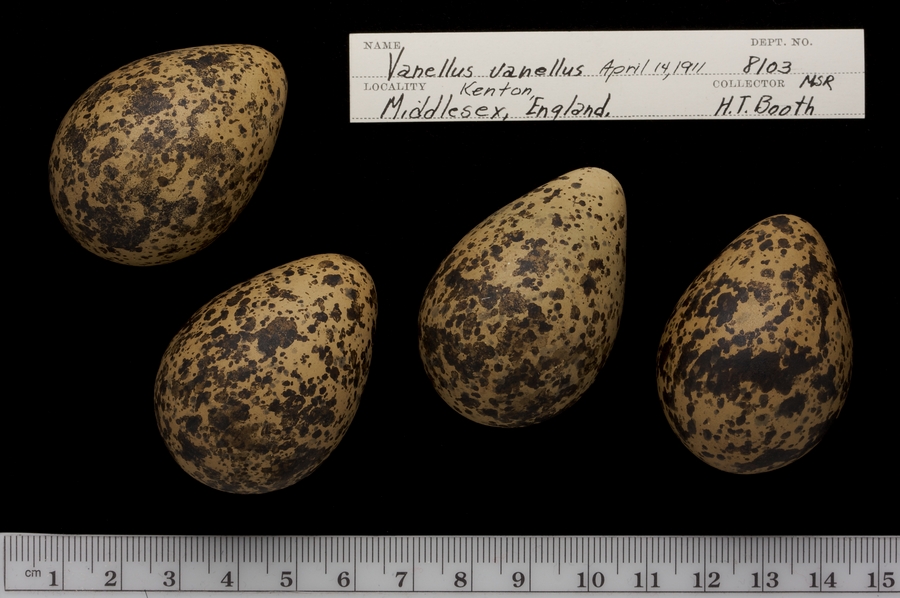 NAME DEPT. NO.
Vanellus vanellus April 14, 1911 8103
LOCALITY Kenton, COLLECTOR MSR
Middlesex, England. H.T. Booth
cm 1 2 3 4 5 6 7 8 9 10 11 12 13 14 15